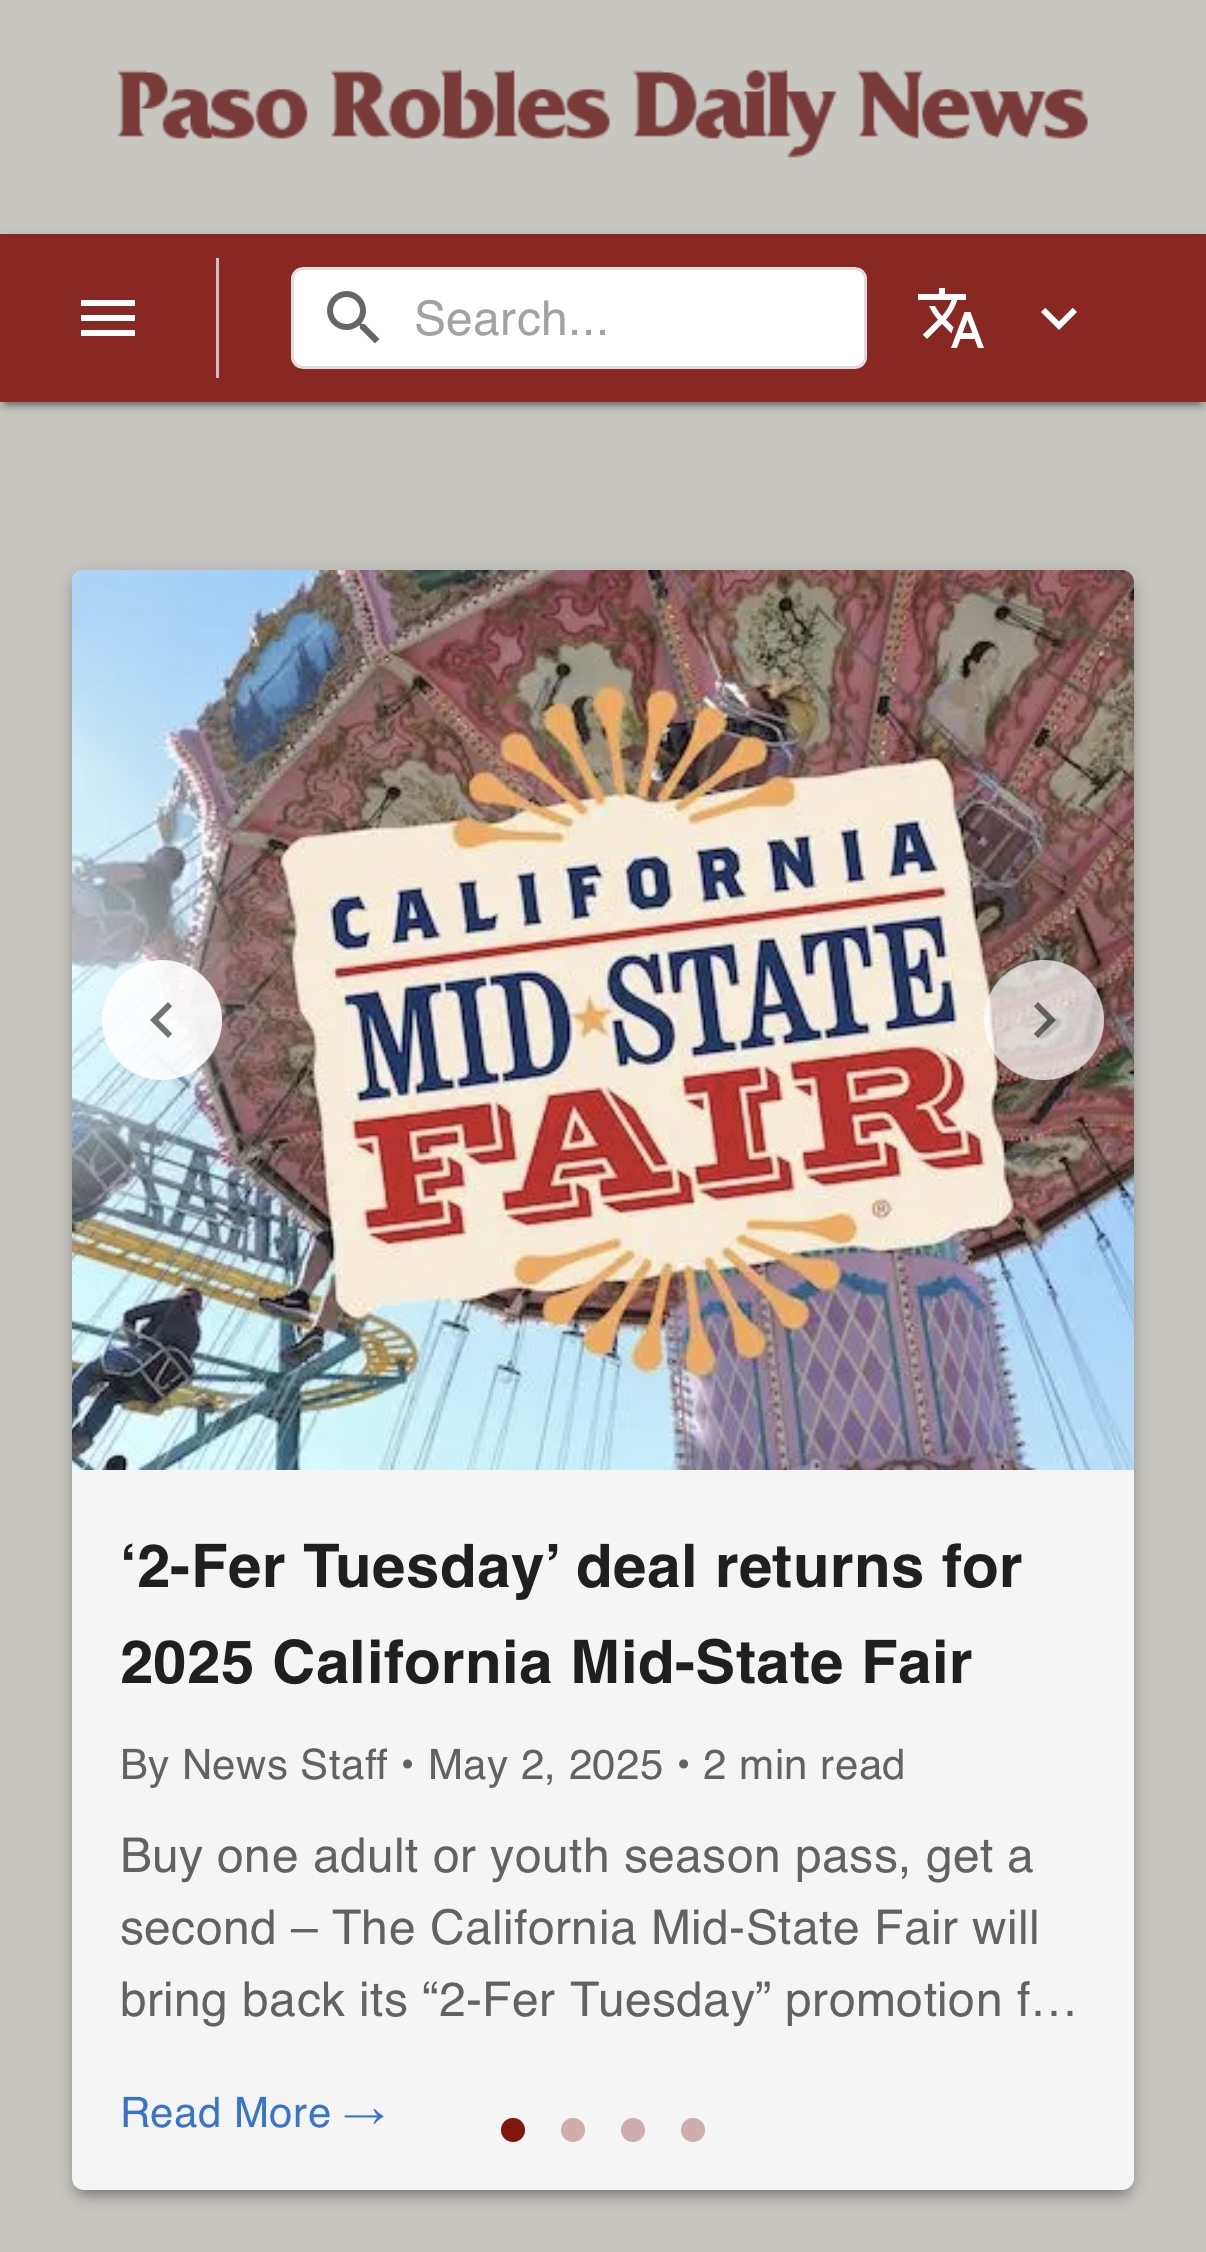 Paso Robles Daily News
Search...
CALIFORNIA
MID STATE
FAIR
®
‘2-Fer Tuesday’ deal returns for
2025 California Mid-State Fair
By News Staff • May 2, 2025 • 2 min read
Buy one adult or youth season pass, get a
second – The California Mid-State Fair will
bring back its “2-Fer Tuesday” promotion f…
Read More →